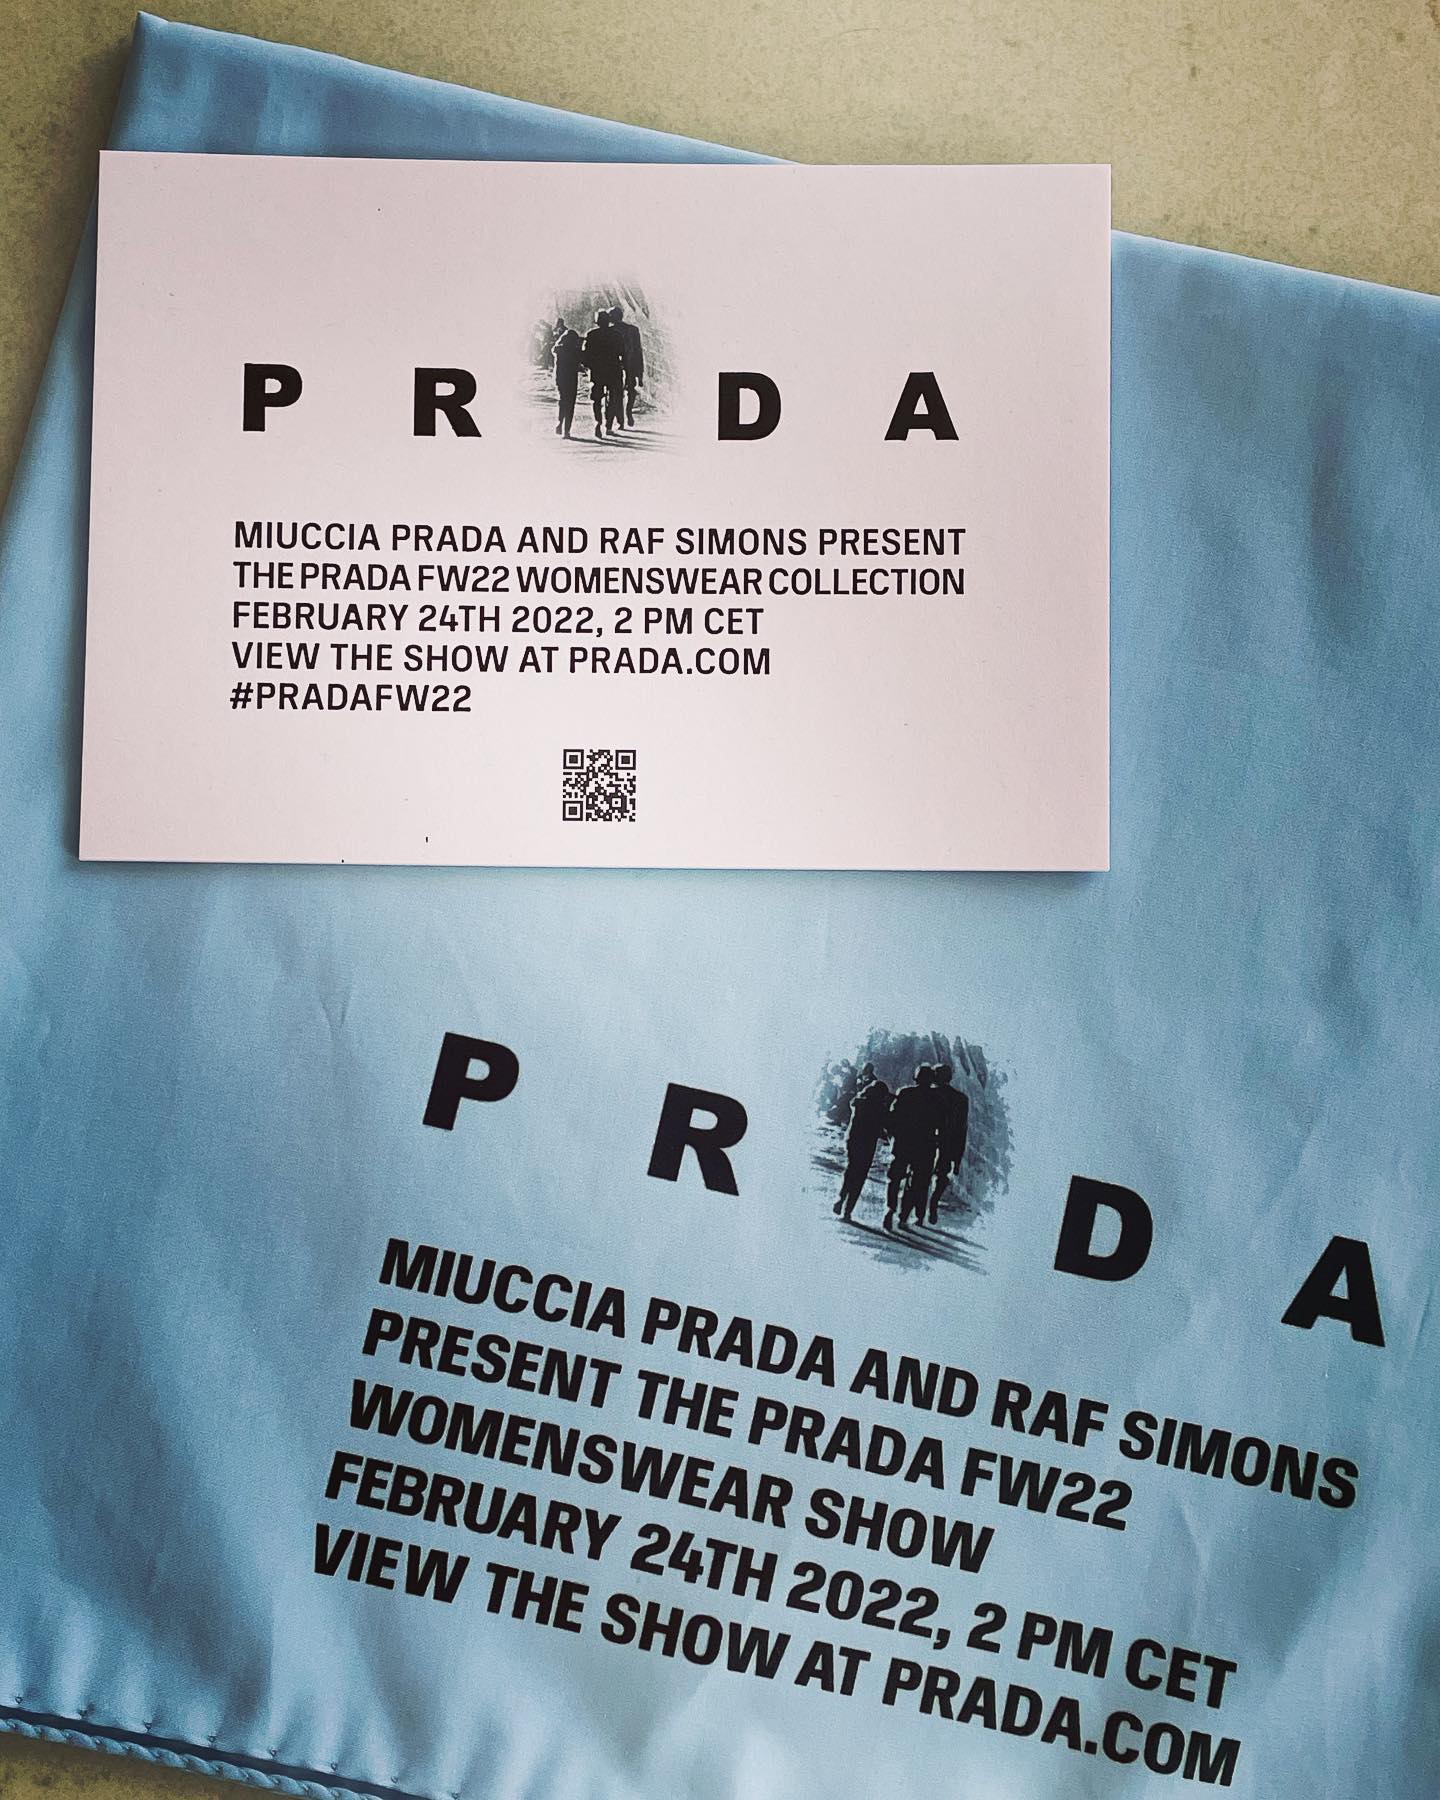 P R A D A
MIUCCIA PRADA AND RAF SIMONS PRESENT
THE PRADA FW22 WOMENSWEAR COLLECTION
FEBRUARY 24TH 2022, 2 PM CET
VIEW THE SHOW AT PRADA.COM
#PRADAFW22
P R A D A
MIUCCIA PRADA AND RAF SIMONS
PRESENT THE PRADA FW22
WOMENSWEAR SHOW
FEBRUARY 24TH 2022, 2 PM CET
VIEW THE SHOW AT PRADA.COM